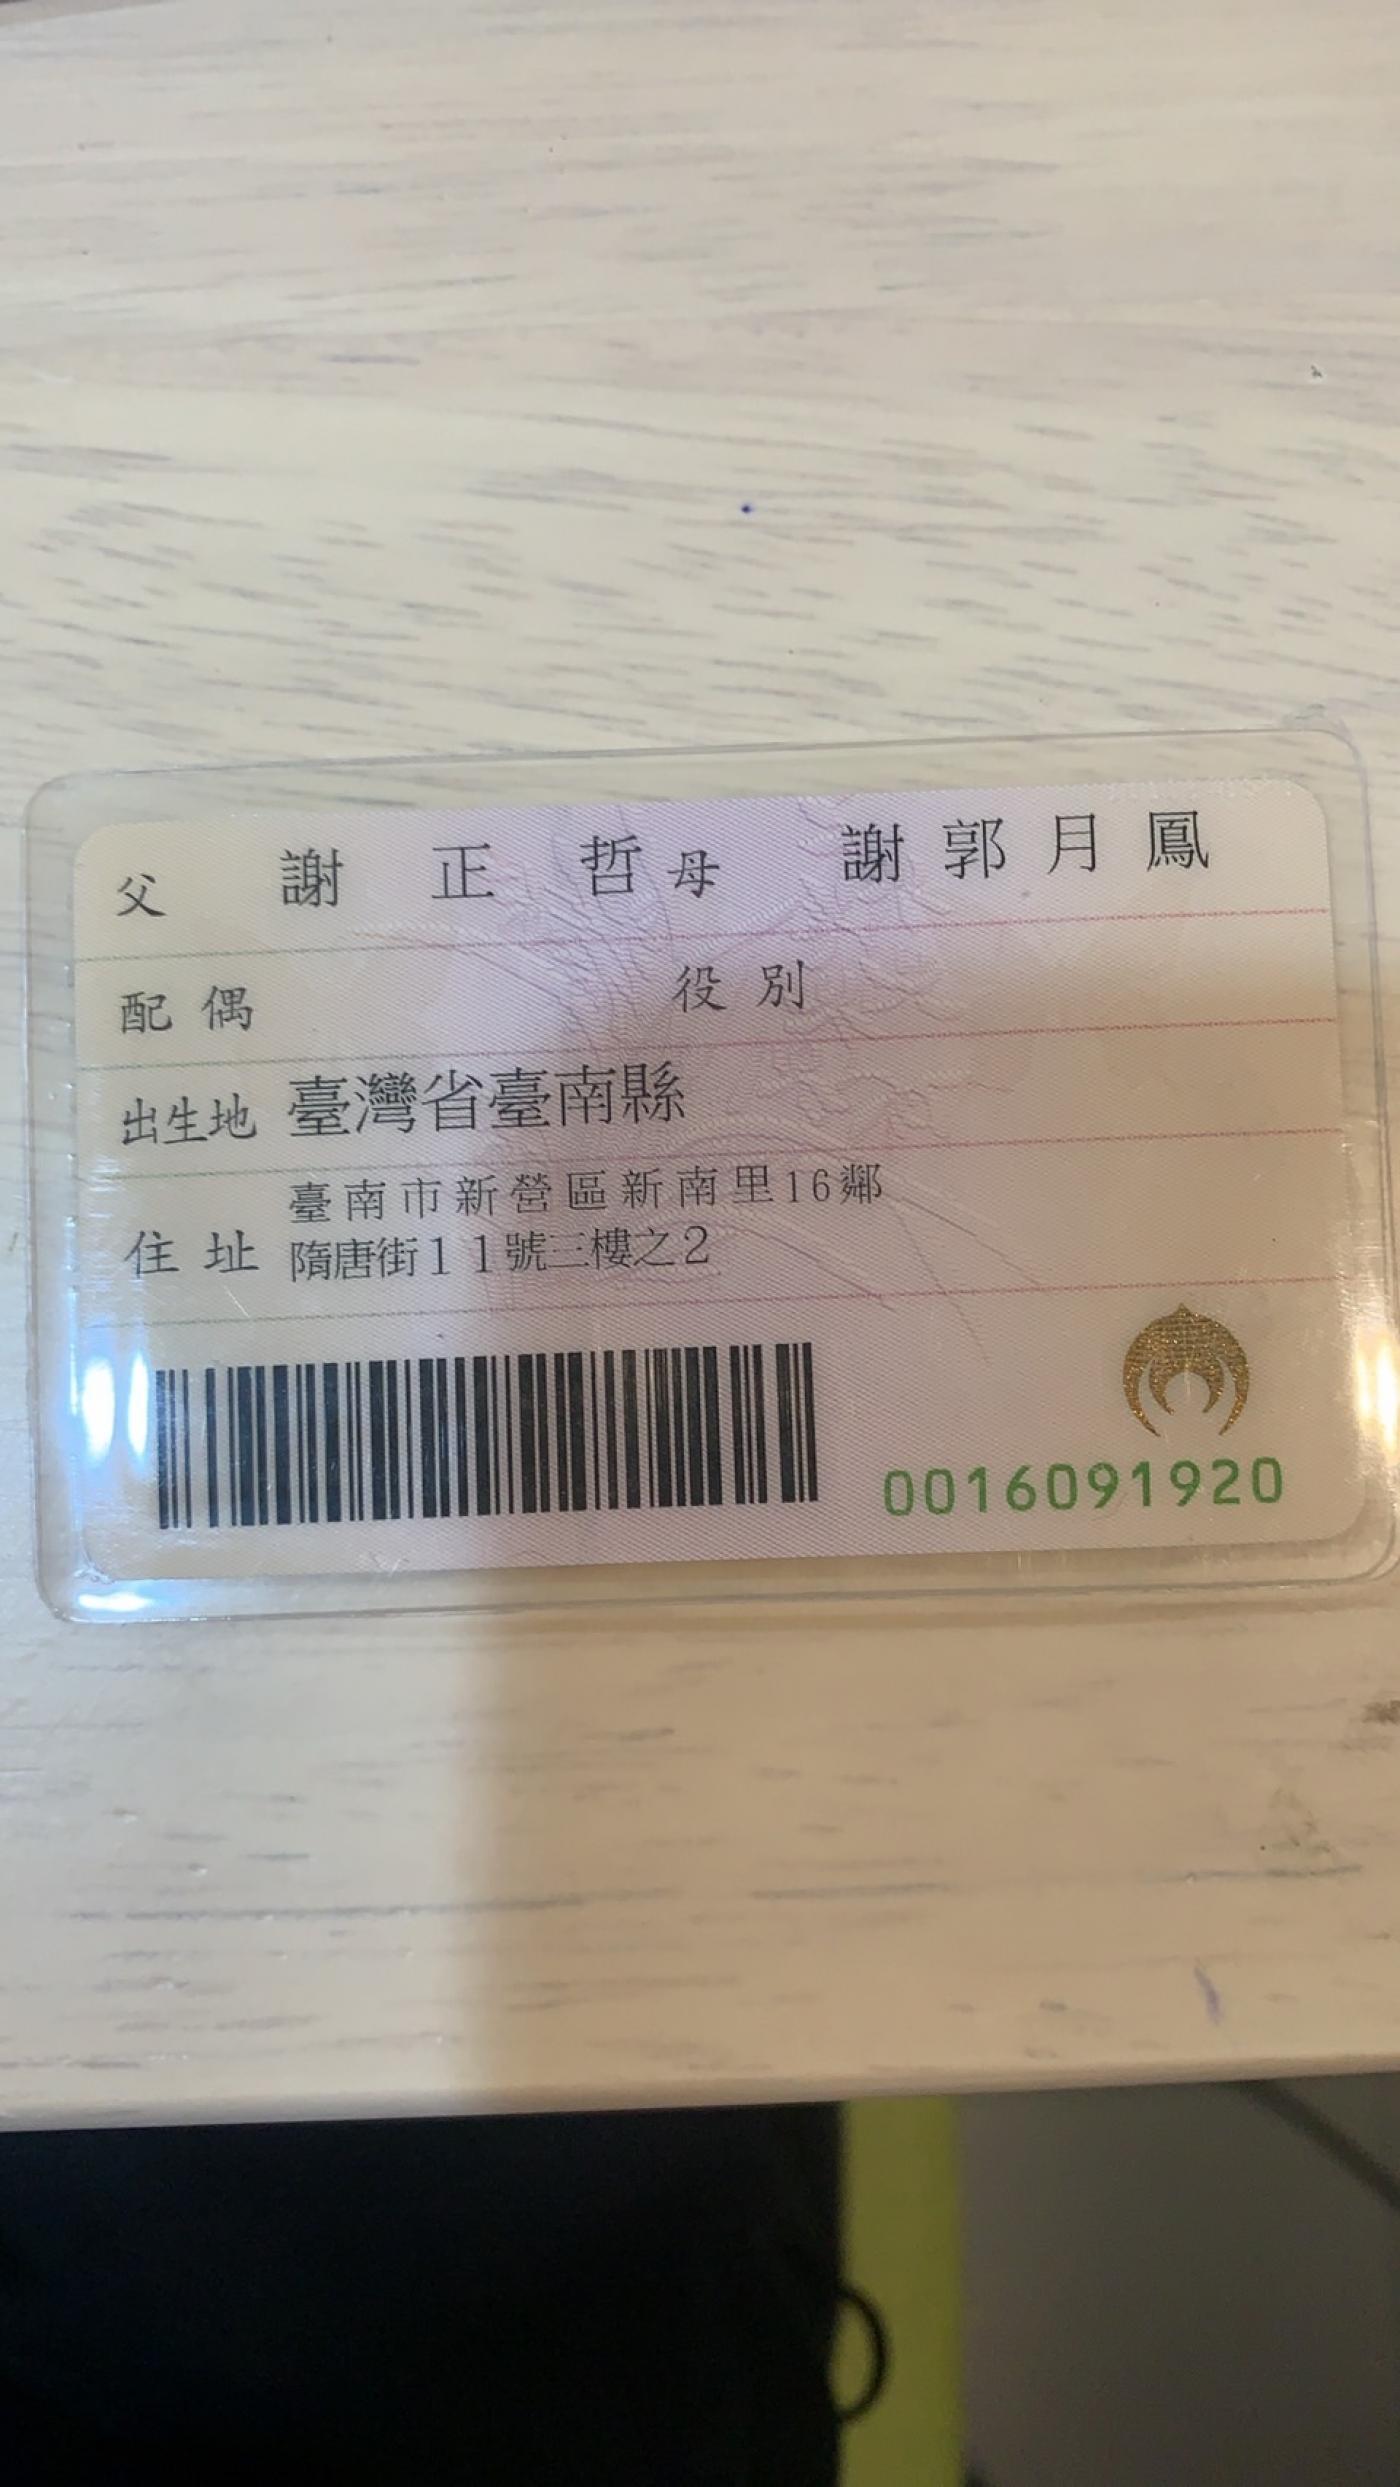 父 謝正哲 母 謝郭月鳳
配偶 役別
出生地 臺灣省臺南縣
住址 臺南市新營區新南里16鄰
隋唐街11號三樓之2
0016091920